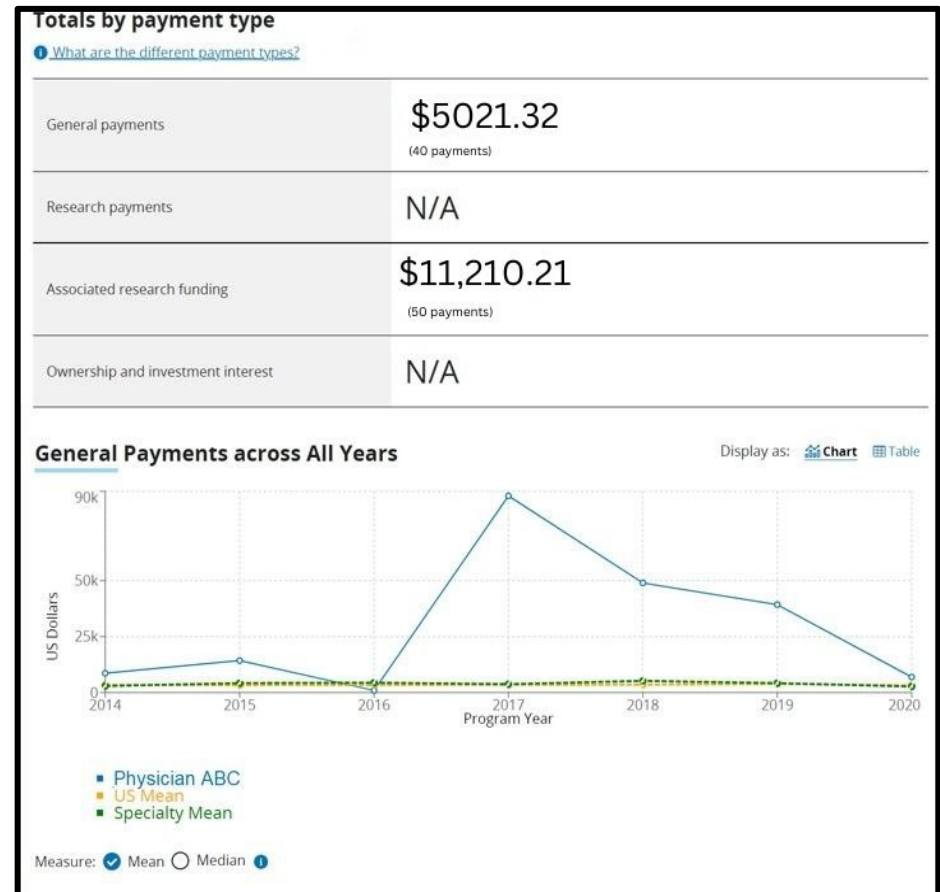 Totals by payment type
What are the different payment types?
General payments
$5021.32
(40 payments)
Research payments
N/A
Associated research funding
$11,210.21
(50 payments)
Ownership and investment interest
N/A
General Payments across All Years
Display as: Chart Table
90k
50k
25k
0
US Dollars
2014 2015 2016 2017 2018 2019 2020
Program Year
Physician ABC
US Mean
Specialty Mean
Measure: Mean Median